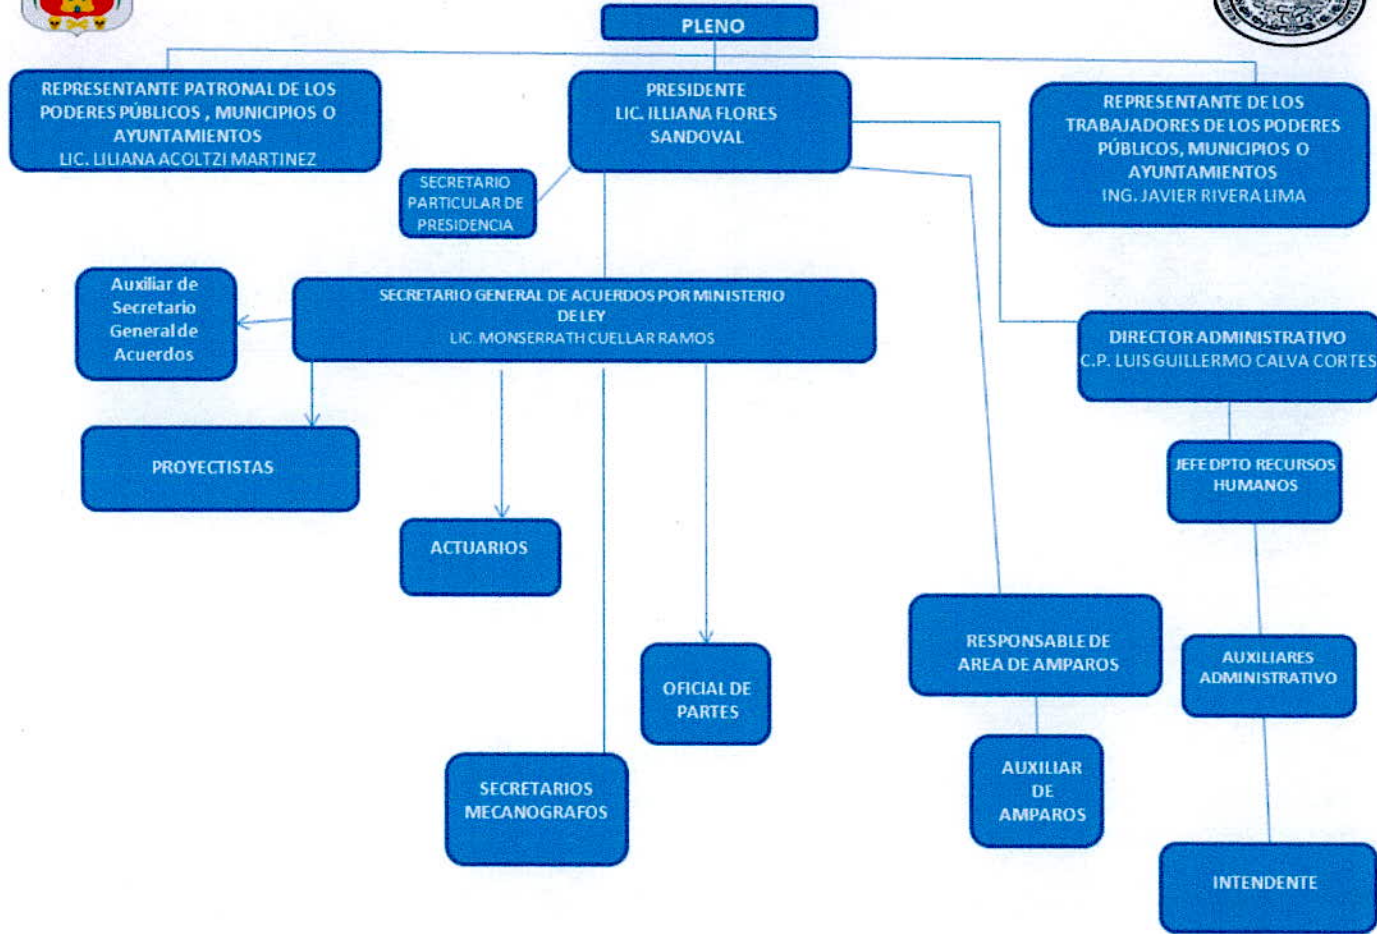 PLENO
REPRESENTANTE PATRONAL DE LOS
PODERES PÚBLICOS , MUNICIPIOS O
AYUNTAMIENTOS
LIC. LILIANA ACOLTZI MARTINEZ
PRESIDENTE
LIC. ILLIANA FLORES
SANDOVAL
REPRESENTANTE DE LOS
TRABAJADORES DE LOS PODERES
PÚBLICOS, MUNICIPIOS O
AYUNTAMIENTOS
ING. JAVIER RIVERA LIMA
SECRETARIO
PARTICULAR DE
PRESIDENCIA
Auxiliar de
Secretario
General de
Acuerdos
SECRETARIO GENERAL DE ACUERDOS POR MINISTERIO
DE LEY
LIC. MONSERRATH CUELLAR RAMOS
DIRECTOR ADMINISTRATIVO
C.P. LUIS GUILLERMO CALVA CORTES
PROYECTISTAS
JEFE DPTO RECURSOS
HUMANOS
ACTUARIOS
RESPONSABLE DE
AREA DE AMPAROS
AUXILIARES
ADMINISTRATIVO
OFICIAL DE
PARTES
SECRETARIOS
MECANOGRAFOS
AUXILIAR
DE
AMPAROS
INTENDENTE